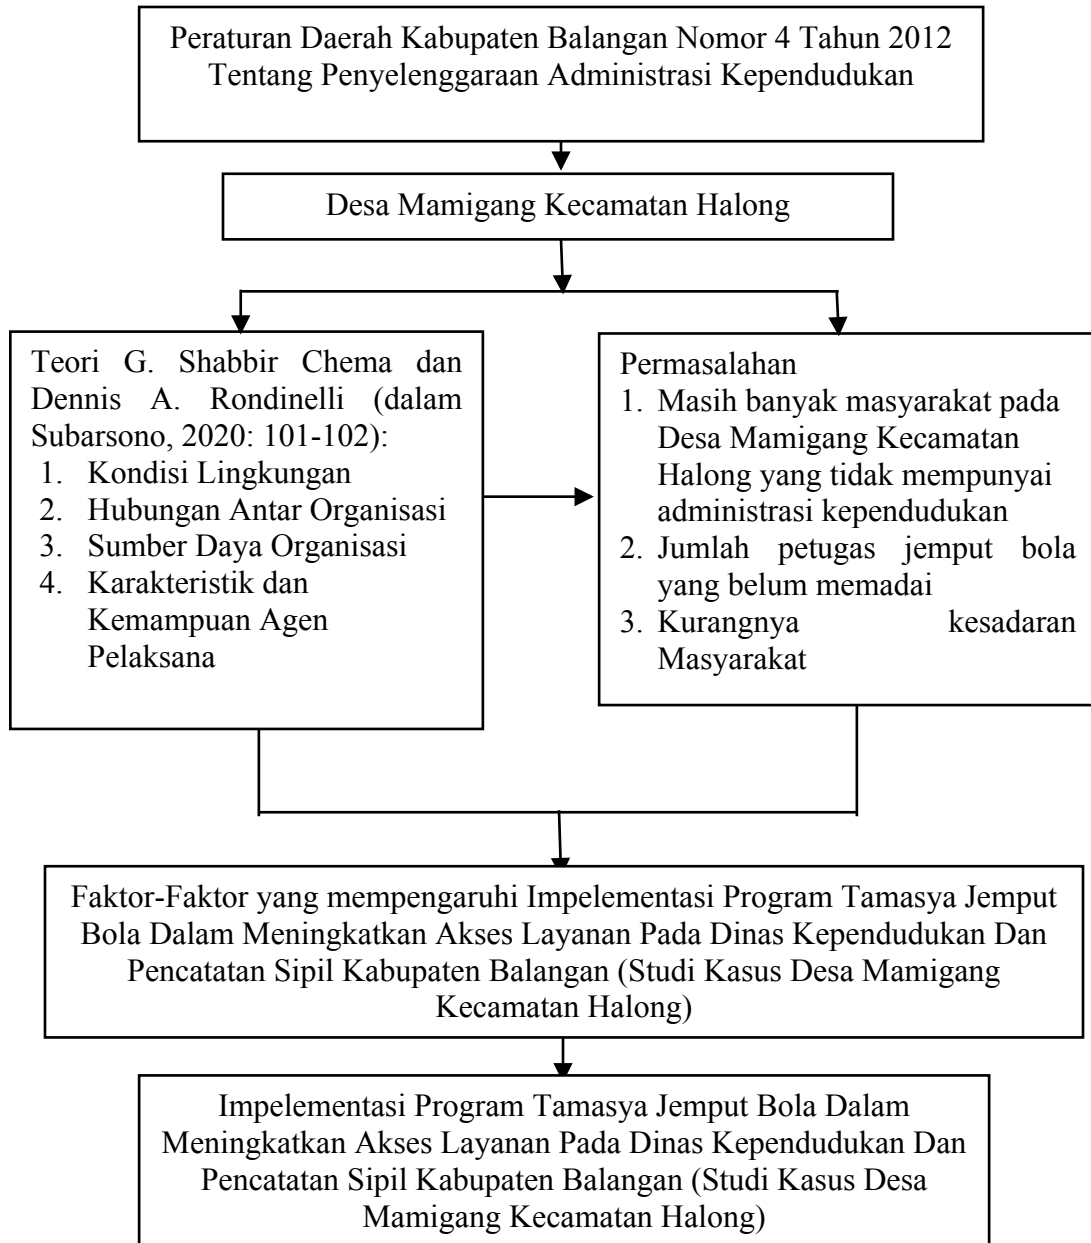 Peraturan Daerah Kabupaten Balangan Nomor 4 Tahun 2012
Tentang Penyelenggaraan Administrasi Kependudukan
Desa Mamigang Kecamatan Halong
Teori G. Shabbir Chema dan
Dennis A. Rondinelli (dalam
Subarsono, 2020: 101-102):
1. Kondisi Lingkungan
2. Hubungan Antar Organisasi
3. Sumber Daya Organisasi
4. Karakteristik dan
Kemampuan Agen
Pelaksana
Permasalahan
1. Masih banyak masyarakat pada
Desa Mamigang Kecamatan
Halong yang tidak mempunyai
administrasi kependudukan
2. Jumlah petugas jemput bola
yang belum memadai
3. Kurangnya kesadaran
Masyarakat
Faktor-Faktor yang mempengaruhi Impelementasi Program Tamasya Jemput
Bola Dalam Meningkatkan Akses Layanan Pada Dinas Kependudukan Dan
Pencatatan Sipil Kabupaten Balangan (Studi Kasus Desa Mamigang
Kecamatan Halong)
Impelementasi Program Tamasya Jemput Bola Dalam
Meningkatkan Akses Layanan Pada Dinas Kependudukan Dan
Pencatatan Sipil Kabupaten Balangan (Studi Kasus Desa
Mamigang Kecamatan Halong)